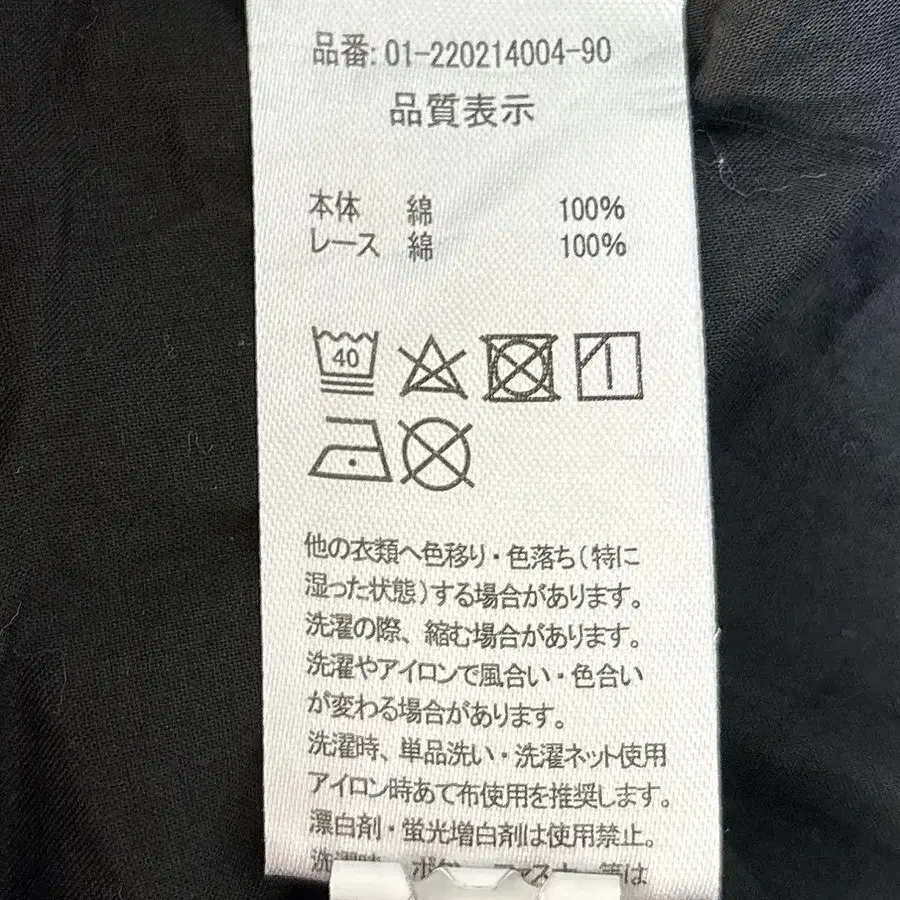 品番: 01-220214004-90
品質表示
本体 綿 100%
レース 綿 100%
40
他の衣類へ色移り・色落ち(特に
湿った状態)する場合があります。
洗濯の際、縮む場合があります。
洗濯やアイロンで風合い・色合い
が変わる場合があります。
洗濯時、単品洗い・洗濯ネット使用
アイロン時あて布使用を推奨します。
漂白剤・蛍光増白剤は使用禁止。